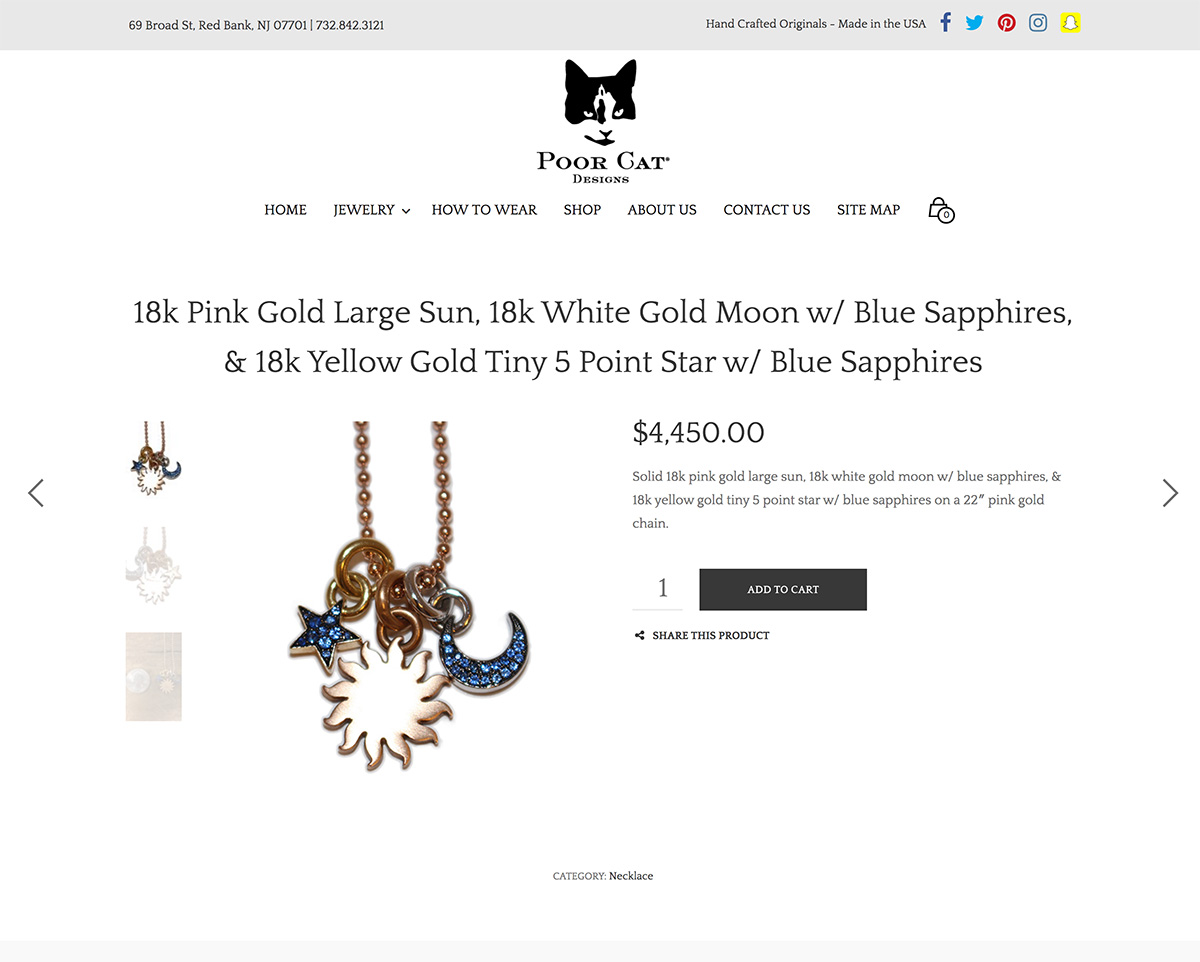 69 Broad St, Red Bank, NJ 07701 | 732.842.3121
Hand Crafted Originals - Made in the USA
POOR CAT®
DESIGNS
HOME JEWELRY HOW TO WEAR SHOP ABOUT US CONTACT US SITE MAP 0
18k Pink Gold Large Sun, 18k White Gold Moon w/ Blue Sapphires,
& 18k Yellow Gold Tiny 5 Point Star w/ Blue Sapphires
$4,450.00
Solid 18k pink gold large sun, 18k white gold moon w/ blue sapphires, &
18k yellow gold tiny 5 point star w/ blue sapphires on a 22″ pink gold
chain.
1 ADD TO CART
SHARE THIS PRODUCT
CATEGORY: Necklace